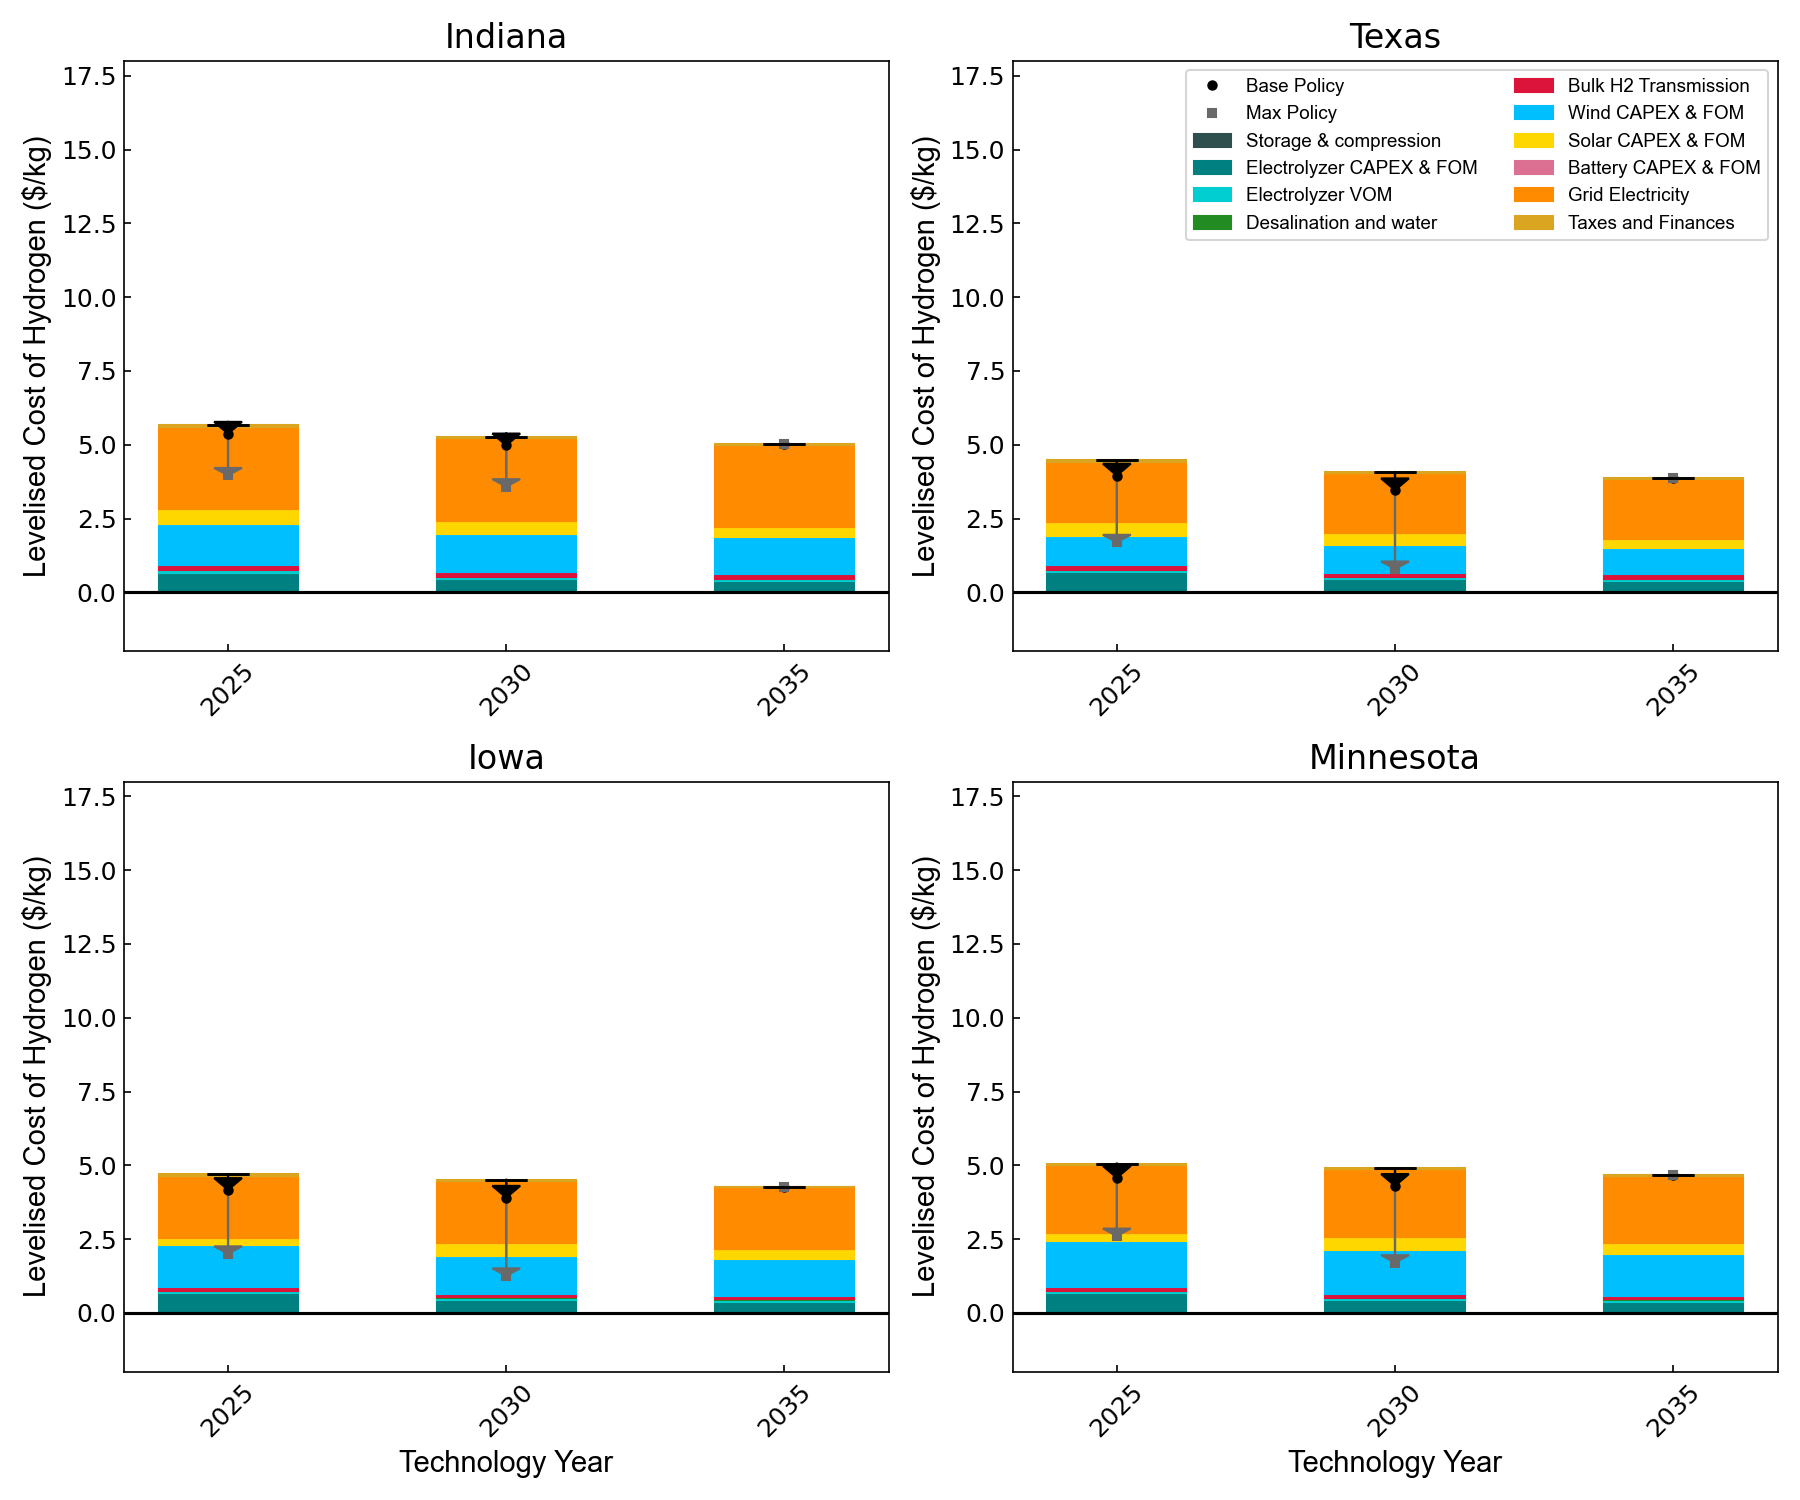 Indiana
Levelised Cost of Hydrogen ($/kg)
17.5
15.0
12.5
10.0
7.5
5.0
2.5
0.0
2025
2030
2035
Texas
Levelised Cost of Hydrogen ($/kg)
17.5
15.0
12.5
10.0
7.5
5.0
2.5
0.0
Base Policy
Max Policy
Storage & compression
Electrolyzer CAPEX & FOM
Electrolyzer VOM
Desalination and water
Bulk H2 Transmission
Wind CAPEX & FOM
Solar CAPEX & FOM
Battery CAPEX & FOM
Grid Electricity
Taxes and Finances
2025
2030
2035
Iowa
Levelised Cost of Hydrogen ($/kg)
17.5
15.0
12.5
10.0
7.5
5.0
2.5
0.0
2025
2030
2035
Technology Year
Minnesota
Levelised Cost of Hydrogen ($/kg)
17.5
15.0
12.5
10.0
7.5
5.0
2.5
0.0
2025
2030
2035
Technology Year